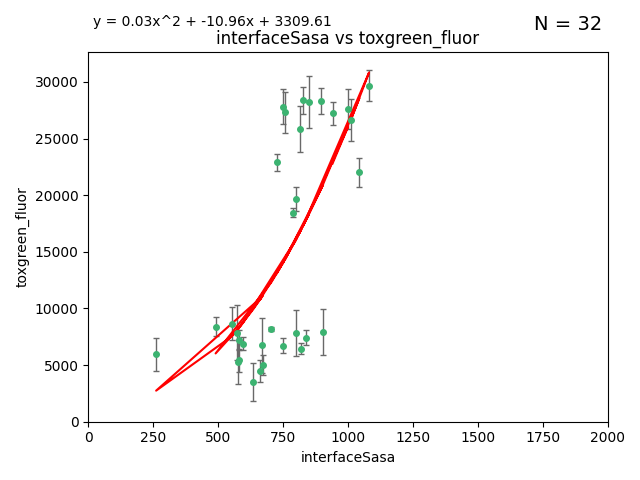 y = 0.03x^2 + -10.96x + 3309.61
N = 32
interfaceSasa vs toxgreen_fluor
toxgreen_fluor
30000
25000
20000
15000
10000
5000
0
0 250 500 750 1000 1250 1500 1750 2000
interfaceSasa